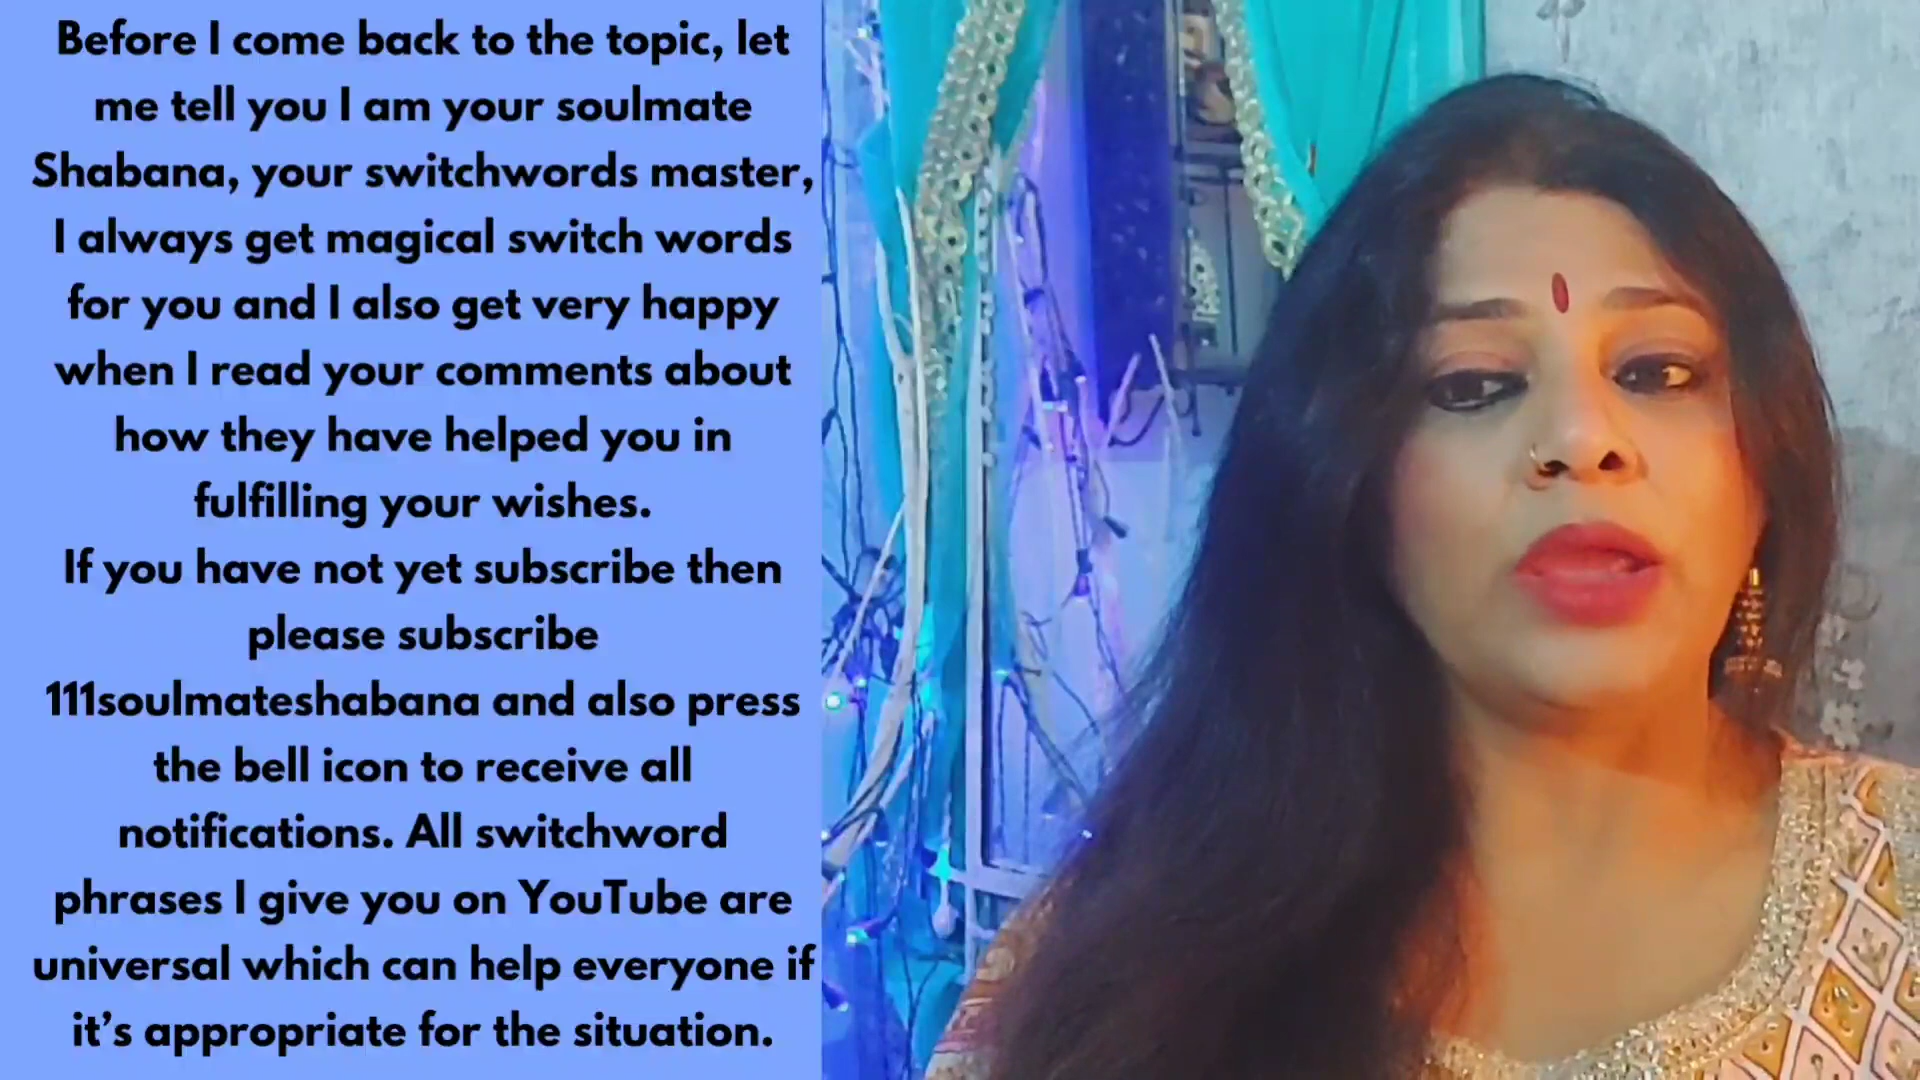 Before I come back to the topic, let
me tell you I am your soulmate
Shabana, your switchwords master,
I always get magical switch words
for you and I also get very happy
when I read your comments about
how they have helped you in
fulfilling your wishes.
If you have not yet subscribe then
please subscribe
111soulmateshabana and also press
the bell icon to receive all
notifications. All switchword
phrases I give you on YouTube are
universal which can help everyone if
it’s appropriate for the situation.